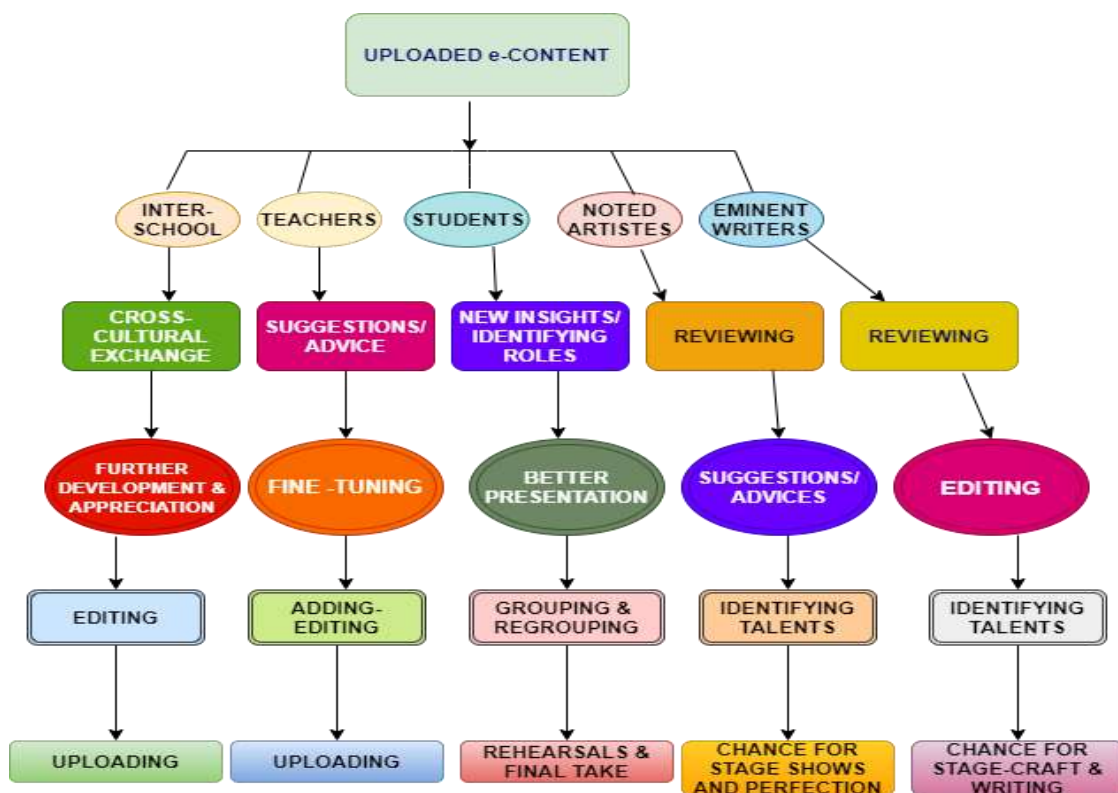 UPLOADED e-CONTENT
INTER-
SCHOOL
TEACHERS
STUDENTS
NOTED
ARTISTES
EMINENT
WRITERS
CROSS-
CULTURAL
EXCHANGE
SUGGESTIONS/
ADVICE
NEW INSIGHTS/
IDENTIFYING
ROLES
REVIEWING
REVIEWING
FURTHER
DEVELOPMENT &
APPRECIATION
FINE -TUNING
BETTER
PRESENTATION
SUGGESTIONS/
ADVICES
EDITING
EDITING
ADDING-
EDITING
GROUPING &
REGROUPING
IDENTIFYING
TALENTS
IDENTIFYING
TALENTS
UPLOADING
UPLOADING
REHEARSALS &
FINAL TAKE
CHANCE FOR
STAGE SHOWS
AND PERFECTION
CHANCE FOR
STAGE-CRAFT &
WRITING